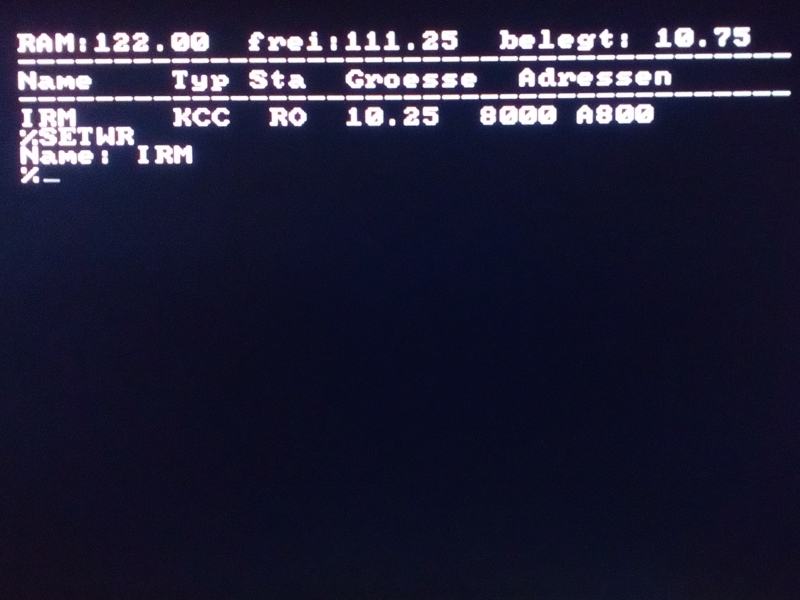 RAM:122.00 frei:111.25 belegt: 10.75
Name Typ Sta Groesse Adressen
IRM KCC RO 10.25 8000 A800
%SETWR
Name: IRM
%_